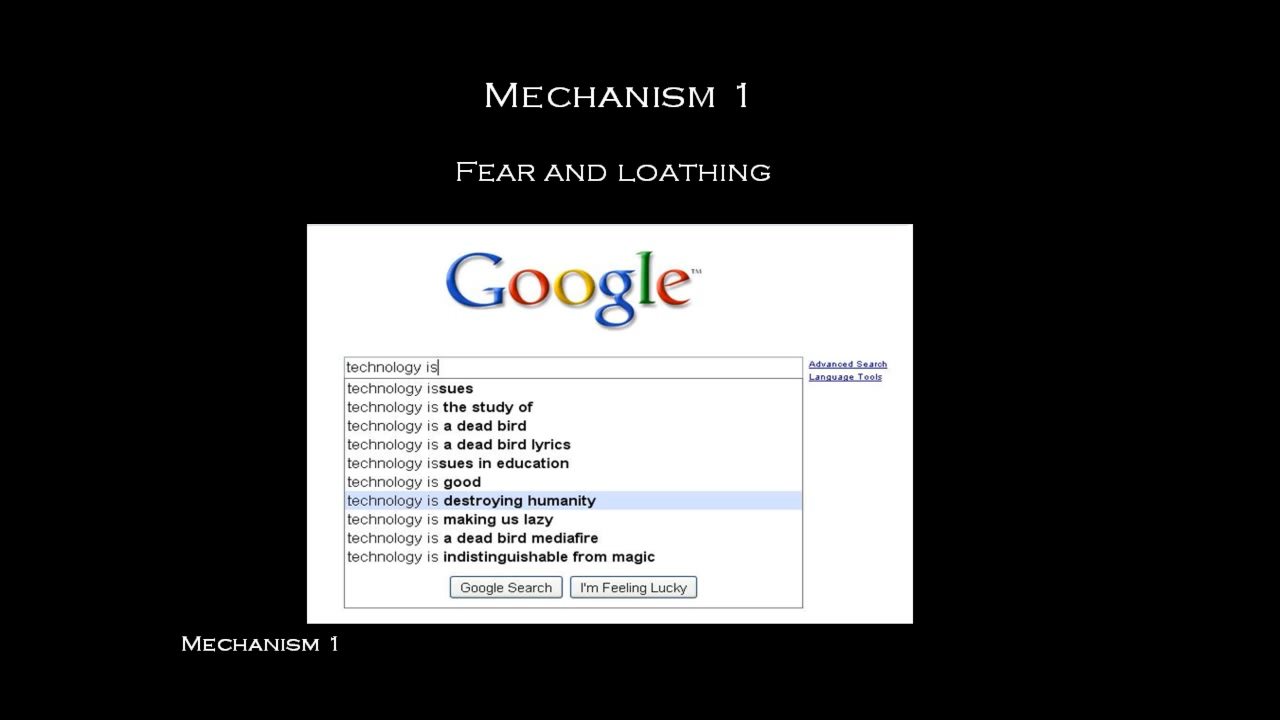 Mechanism 1
Fear and loathing
Google™
technology is
Advanced Search
Language Tools
technology issues
technology is the study of
technology is a dead bird
technology is a dead bird lyrics
technology issues in education
technology is good
technology is destroying humanity
technology is making us lazy
technology is a dead bird mediafire
technology is indistinguishable from magic
Google Search I'm Feeling Lucky
Mechanism 1